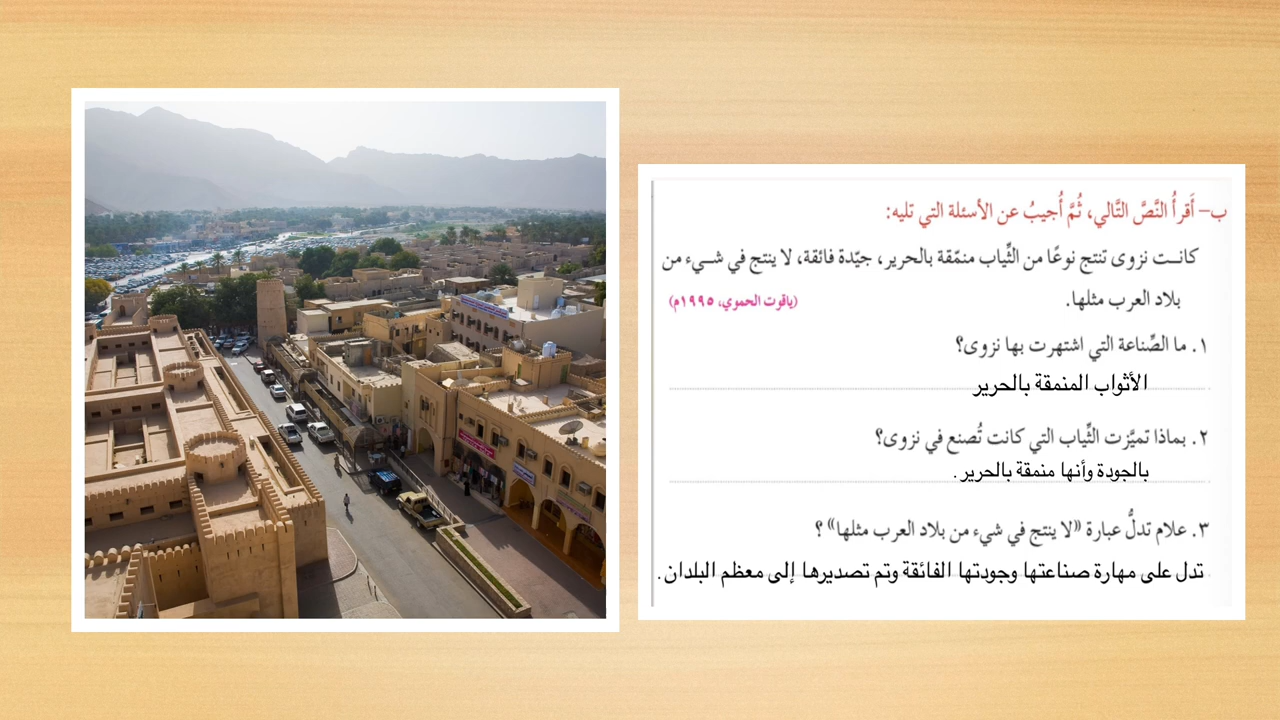 ب- أَقرأُ النَّصَّ التَّالي، ثُمَّ أُجيبُ عن الأسئلة التي تليه:
كانت نزوى تنتج نوعًا من الثِّياب منمّقة بالحرير، جيّدة فائقة، لا ينتج في شيء من
بلاد العرب مثلها.
(ياقوت الحموي، ١٩٩٥م)
١. ما الصِّناعة التي اشتهرت بها نزوى؟
الأثواب المنمقة بالحرير
٢. بماذا تميَّزت الثِّياب التي كانت تُصنع في نزوى؟
بالجودة وأنها منمقة بالحرير.
٣. علام تدلُّ عبارة «لا ينتج في شيء من بلاد العرب مثلها» ؟
تدل على مهارة صناعتها وجودتها الفائقة وتم تصديرها إلى معظم البلدان.